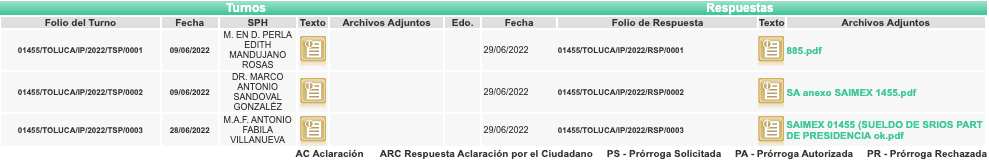 Turnos Respuestas
Folio del Turno Fecha SPH Texto Archivos Adjuntos Edo. Fecha Folio de Respuesta Texto Archivos Adjuntos
01455/TOLUCA/IP/2022/TSP/0001 09/06/2022 M. EN D. PERLA
EDITH
MANDUJANO
ROSAS
29/06/2022 01455/TOLUCA/IP/2022/RSP/0001 885.pdf
01455/TOLUCA/IP/2022/TSP/0002 09/06/2022 DR. MARCO
ANTONIO
SANDOVAL
GONZALÉZ
29/06/2022 01455/TOLUCA/IP/2022/RSP/0002 SA anexo SAIMEX 1455.pdf
01455/TOLUCA/IP/2022/TSP/0003 28/06/2022 M.A.F. ANTONIO
FABILA
VILLANUEVA
29/06/2022 01455/TOLUCA/IP/2022/RSP/0003 SAIMEX 01455 (SUELDO DE SRIOS PART
DE PRESIDENCIA ok.pdf
AC Aclaración ARC Respuesta Aclaración por el Ciudadano PS - Prórroga Solicitada PA - Prórroga Autorizada PR - Prórroga Rechazada